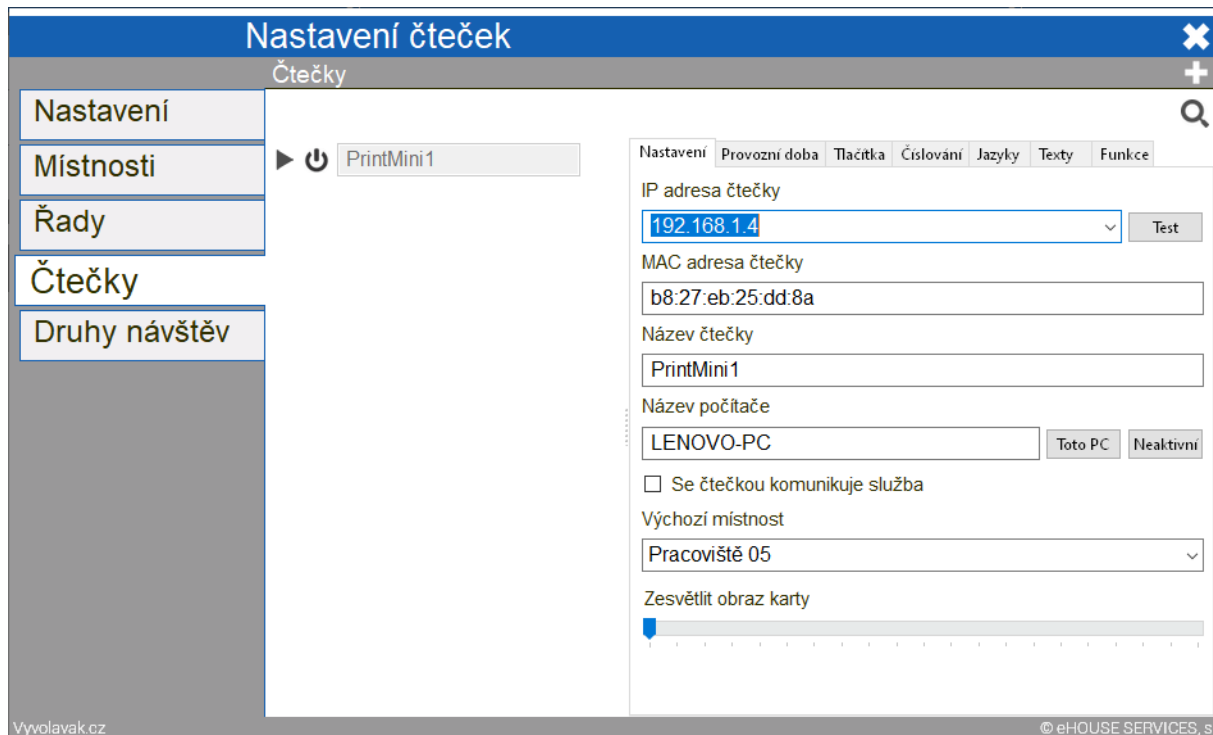 Nastavení čteček
Čtečky
Nastavení
Místnosti
Řady
Čtečky
Druhy návštěv
PrintMini1
Nastavení Provozní doba Tlačítka Číslování Jazyky Texty Funkce
IP adresa čtečky
192.168.1.4 Test
MAC adresa čtečky
b8:27:eb:25:dd:8a
Název čtečky
PrintMini1
Název počítače
LENOVO-PC Toto PC Neaktivní
Se čtečkou komunikuje služba
Výchozí místnost
Pracoviště 05
Zesvětlit obraz karty
Vyvolavak.cz © eHOUSE SERVICES, s